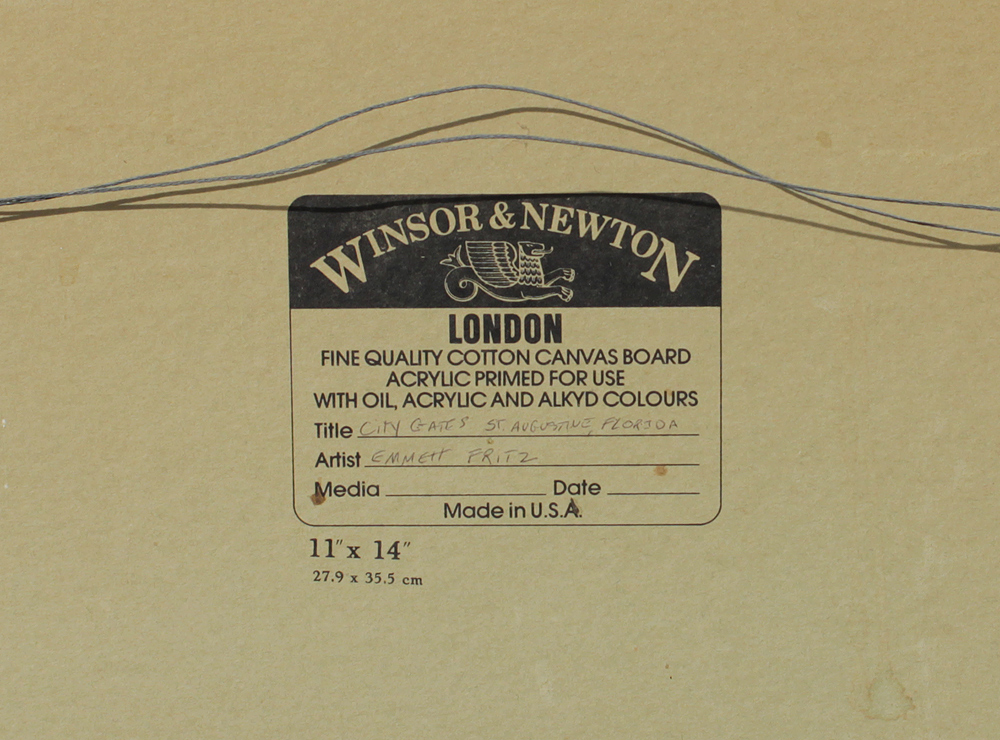 WINSOR & NEWTON
LONDON
FINE QUALITY COTTON CANVAS BOARD
ACRYLIC PRIMED FOR USE
WITH OIL, ACRYLIC AND ALKYD COLOURS
Title CITY GATES ST. AUGUSTINE, FLORIDA
Artist EMMETT FRITZ
Media Date
Made in U.S.A.
11" x 14"
27.9 x 35.5 cm